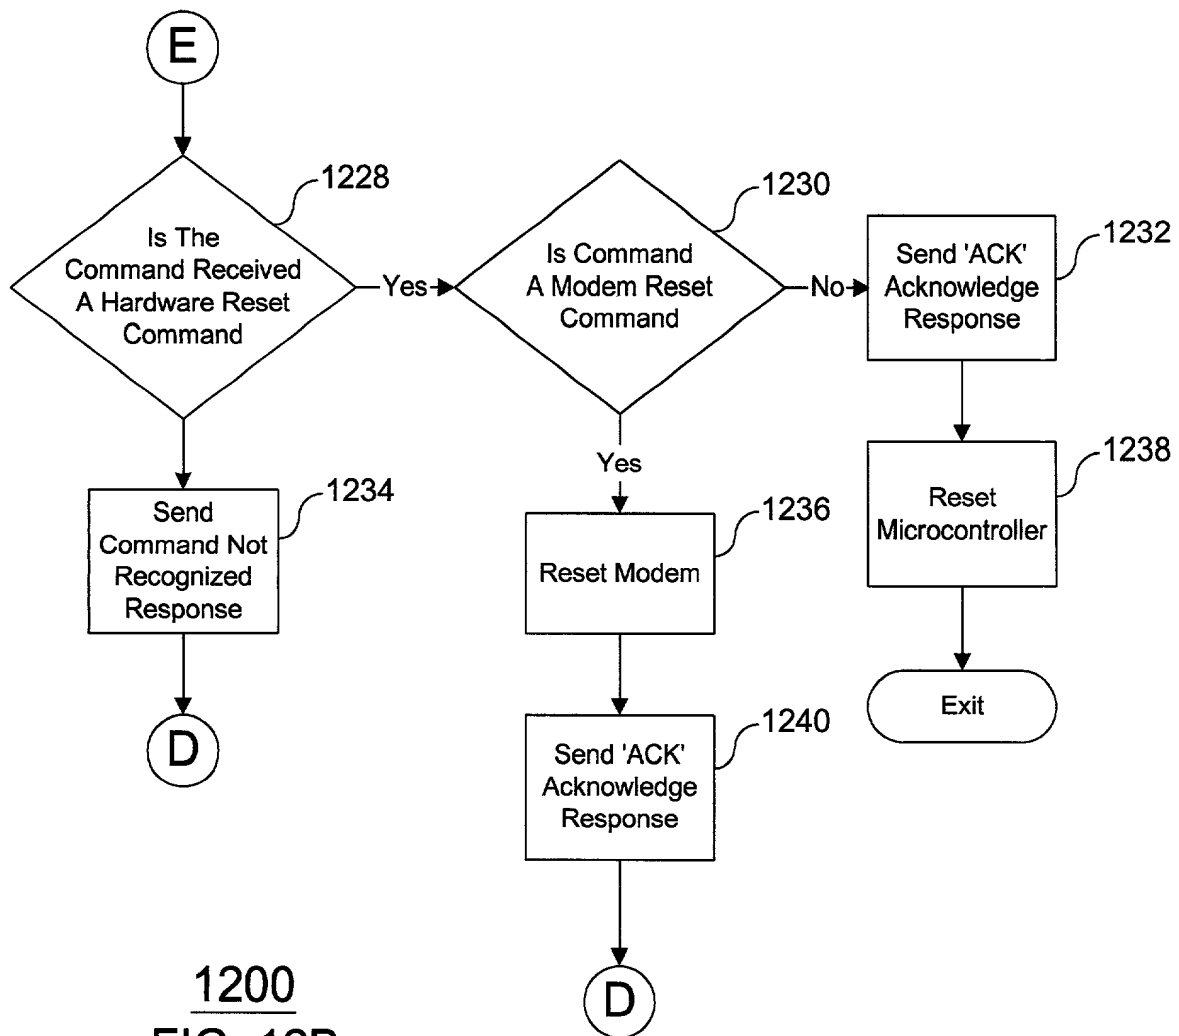 E
1228
Is The
Command Received
A Hardware Reset
Command
Yes
1230
Is Command
A Modem Reset
Command
No
1232
Send 'ACK'
Acknowledge
Response
1234
Send
Command Not
Recognized
Response
D
Yes
1236
Reset Modem
1240
Send 'ACK'
Acknowledge
Response
D
1238
Reset
Microcontroller
Exit
1200